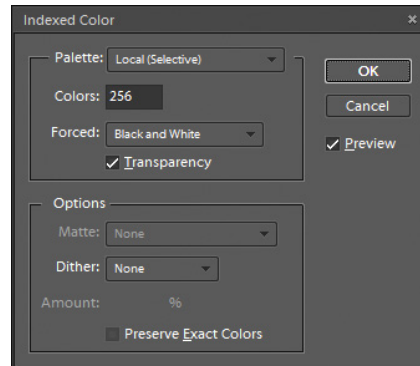 Indexed Color
Palette: Local (Selective)
OK
Colors: 256
Cancel
Forced: Black and White
Preview
Transparency
Options
Matte: None
Dither: None
Amount: %
Preserve Exact Colors